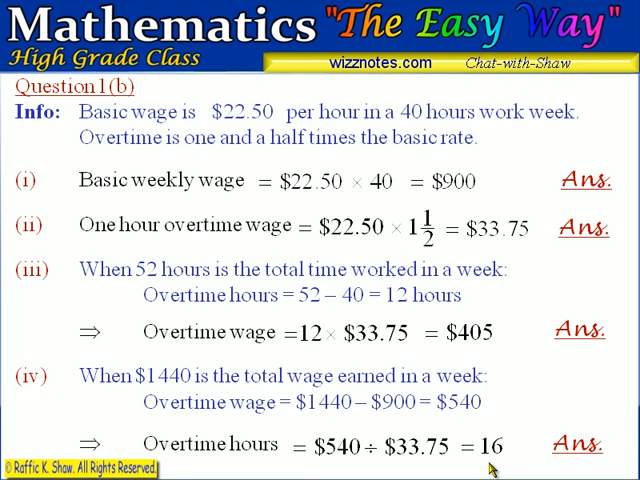 Mathematics "The Easy Way"
High Grade Class
wizznotes.com Chat-with-Shaw
Question1(b)
Info: Basic wage is $22.50 per hour in a 40 hours work week.
Overtime is one and a half times the basic rate.
(i) Basic weekly wage = $22.50 × 40 = $900 Ans.
(ii) One hour overtime wage = $22.50 × 1 1/2 = $33.75 Ans.
(iii) When 52 hours is the total time worked in a week:
Overtime hours = 52 – 40 = 12 hours
⇒ Overtime wage =12 × $33.75 = $405 Ans.
(iv) When $1440 is the total wage earned in a week:
Overtime wage = $1440 – $900 = $540
⇒ Overtime hours = $540 ÷ $33.75 = 16 Ans.
© Raffic K. Shaw. All Rights Reserved.